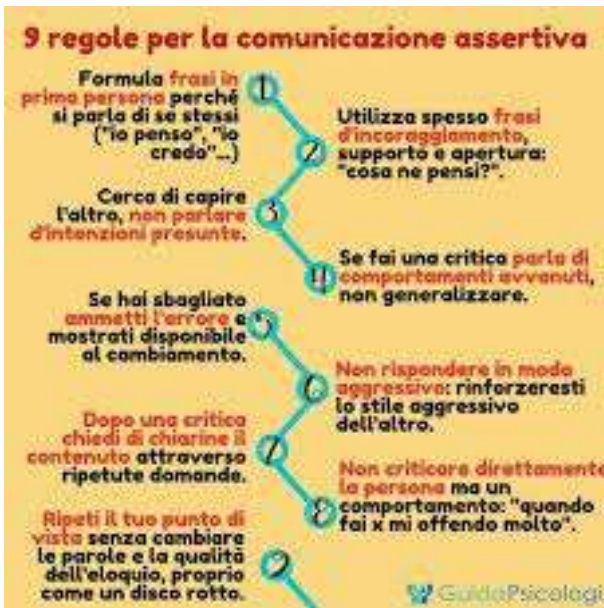 9 regole per la comunicazione assertiva
1
Formula frasi in
prima persona perché
si parla di se stessi
("io penso", "io
credo"...)
2
Utilizza spesso frasi
d'incoraggiamento,
supporto e apertura:
"cosa ne pensi?".
3
Cerca di capire
l'altro, non parlare
d'intenzioni presunte.
4
Se fai una critica parla di
comportamenti avvenuti,
non generalizzare.
5
Se hai sbagliato
ammetti l'errore e
mostrati disponibile
al cambiamento.
6
Non rispondere in modo
aggressivo: rinforzeresti
lo stile aggressivo
dell'altro.
7
Dopo una critica
chiedi di chiarine il
contenuto attraverso
ripetute domande.
8
Non criticare direttamente
la persona ma un
comportamento: "quando
fai x mi offendo molto".
9
Ripeti il tuo punto di
vista senza cambiare
le parole e la qualità
dell'eloquio, proprio
come un disco rotto.
GuidaPsicologi